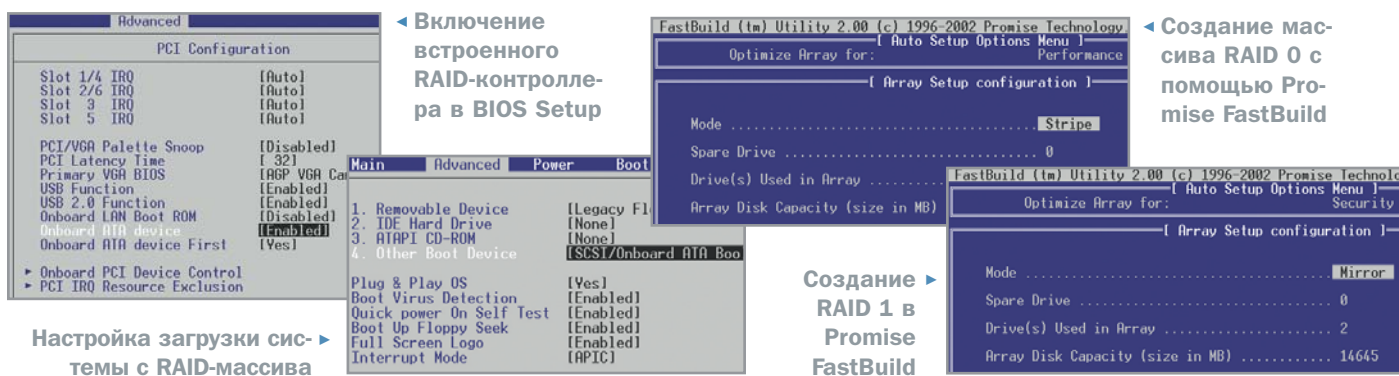 Advanced
PCI Configuration
Slot 1/4 IRQ [Auto]
Slot 2/6 IRQ [Auto]
Slot 3 IRQ [Auto]
Slot 5 IRQ [Auto]
PCI/VGA Palette Snoop [Disabled]
PCI Latency Time [ 32]
Primary VGA BIOS [AGP VGA Car
USB Function [Enabled]
USB 2.0 Function [Enabled]
Onboard LAN Boot ROM [Disabled]
Onboard ATA device [Enabled]
Onboard ATA device First [Yes]
▸ Onboard PCI Device Control
▸ PCI IRQ Resource Exclusion
◂ Включение
встроенного
RAID-контролле-
ра в BIOS Setup
Main Advanced Power Boot
1. Removable Device [Legacy Fl
2. IDE Hard Drive [None]
3. ATAPI CD-ROM [None]
4. Other Boot Device [SCSI/Onboard ATA Boo
Plug & Play OS [Yes]
Boot Virus Detection [Enabled]
Quick power On Self Test [Enabled]
Boot Up Floppy Seek [Enabled]
Full Screen Logo [Enabled]
Interrupt Mode [APIC]
Настройка загрузки сис- ▸
темы с RAID-массива
FastBuild (tm) Utility 2.00 (c) 1996-2002 Promise Technology.
[ Auto Setup Options Menu ]
Optimize Array for: Performance
[ Array Setup configuration ]
Mode ........................................ Stripe
Spare Drive ................................. 0
Drive(s) Used in Array ..........
Array Disk Capacity (size in MB)
◂ Создание мас-
сива RAID 0 с
помощью Pro-
mise FastBuild
FastBuild (tm) Utility 2.00 (c) 1996-2002 Promise Technolo
[ Auto Setup Options Menu ]
Optimize Array for: Security
[ Array Setup configuration ]
Mode ........................................ Mirror
Spare Drive ................................. 0
Drive(s) Used in Array ...................... 2
Array Disk Capacity (size in MB) ............ 14645
Создание ▸
RAID 1 в
Promise
FastBuild